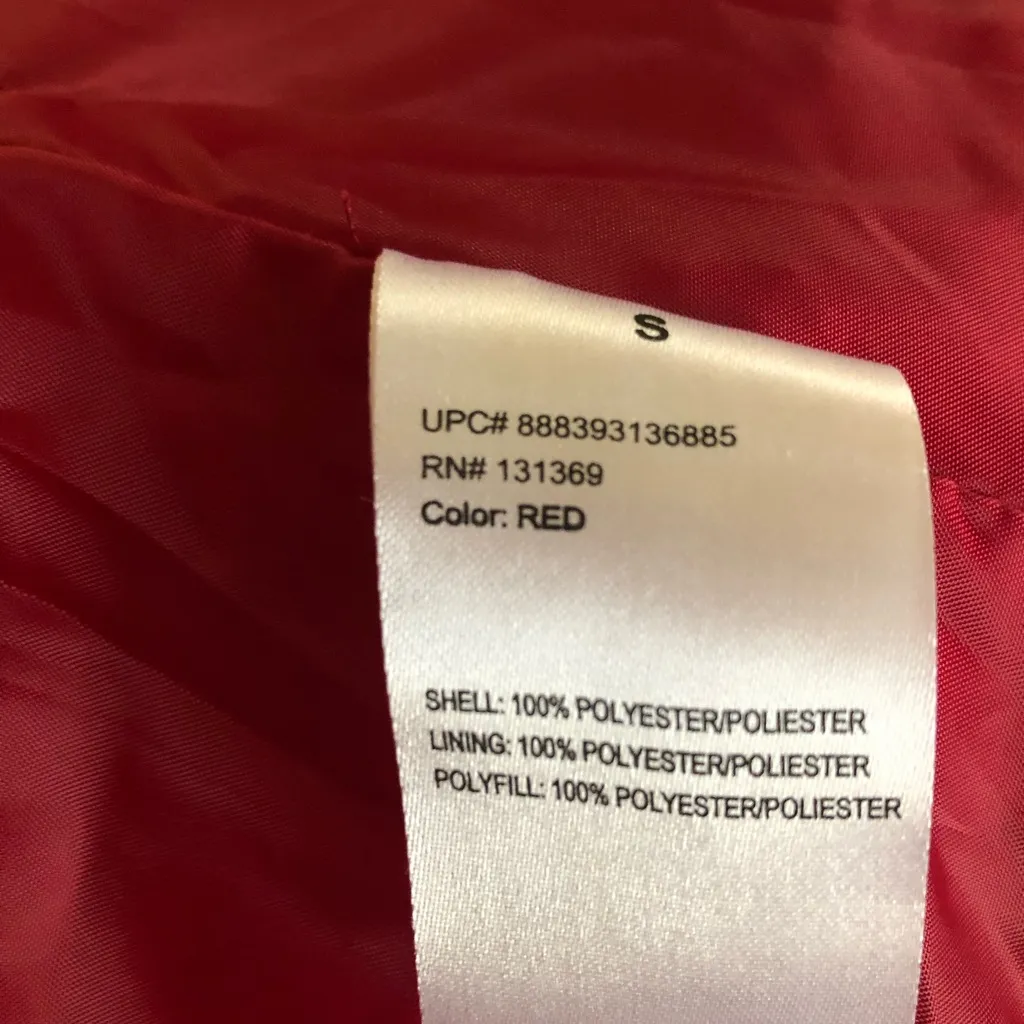 S
UPC# 888393136885
RN# 131369
Color: RED
SHELL: 100% POLYESTER/POLIESTER
LINING: 100% POLYESTER/POLIESTER
POLYFILL: 100% POLYESTER/POLIESTER